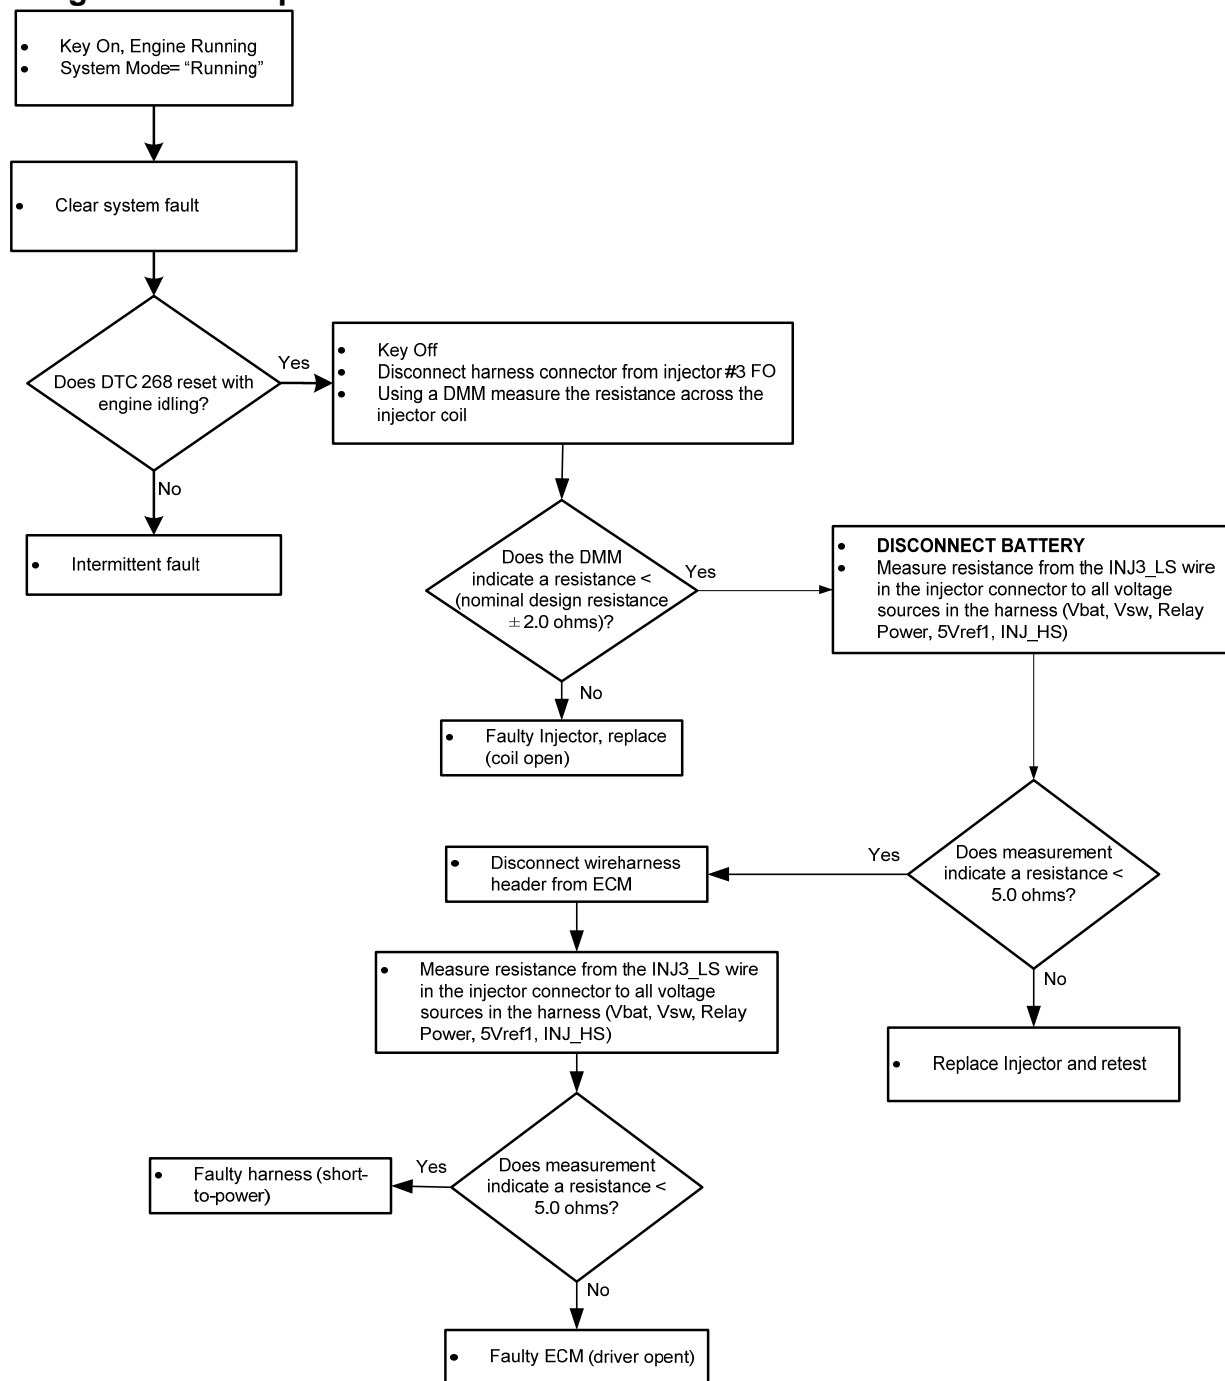 • Key On, Engine Running
• System Mode= “Running”
• Clear system fault
Does DTC 268 reset with
engine idling?
Yes
No
• Intermittent fault
• Key Off
• Disconnect harness connector from injector #3 FO
• Using a DMM measure the resistance across the
injector coil
Does the DMM
indicate a resistance <
(nominal design resistance
± 2.0 ohms)?
Yes
No
• Faulty Injector, replace
(coil open)
• DISCONNECT BATTERY
• Measure resistance from the INJ3_LS wire
in the injector connector to all voltage
sources in the harness (Vbat, Vsw, Relay
Power, 5Vref1, INJ_HS)
Does measurement
indicate a resistance <
5.0 ohms?
Yes
No
• Replace Injector and retest
• Disconnect wireharness
header from ECM
• Measure resistance from the INJ3_LS wire
in the injector connector to all voltage
sources in the harness (Vbat, Vsw, Relay
Power, 5Vref1, INJ_HS)
Does measurement
indicate a resistance <
5.0 ohms?
Yes
• Faulty harness (short-
to-power)
No
• Faulty ECM (driver opent)